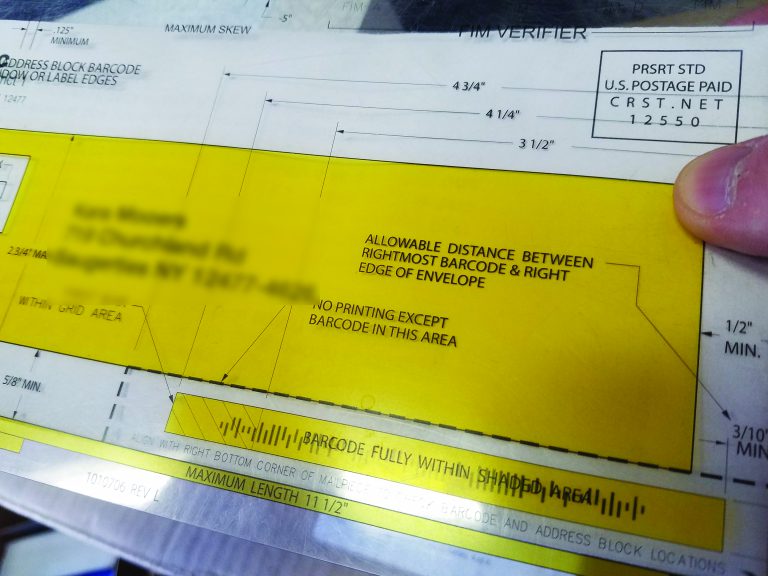 .125"
MINIMUM
MAXIMUM SKEW
.5"
FIM VERIFIER
ADDRESS BLOCK BARCODE
OR LABEL EDGES
12477
4 3/4"
4 1/4"
3 1/2"
PRSRT STD
U.S. POSTAGE PAID
CRST.NET
12550
ALLOWABLE DISTANCE BETWEEN
RIGHTMOST BARCODE & RIGHT
EDGE OF ENVELOPE
2.3/4" MA
WITHIN GRID AREA
NO PRINTING EXCEPT
BARCODE IN THIS AREA
1/2"
MIN.
5/8" MIN.
3/10"
MIN
BARCODE FULLY WITHIN SHADED AREA
ALIGN WITH RIGHT BOTTOM CORNER OF MAILPIECE TO CHECK BARCODE AND ADDRESS BLOCK LOCATIONS
REV L
MAXIMUM LENGTH 11 1/2"